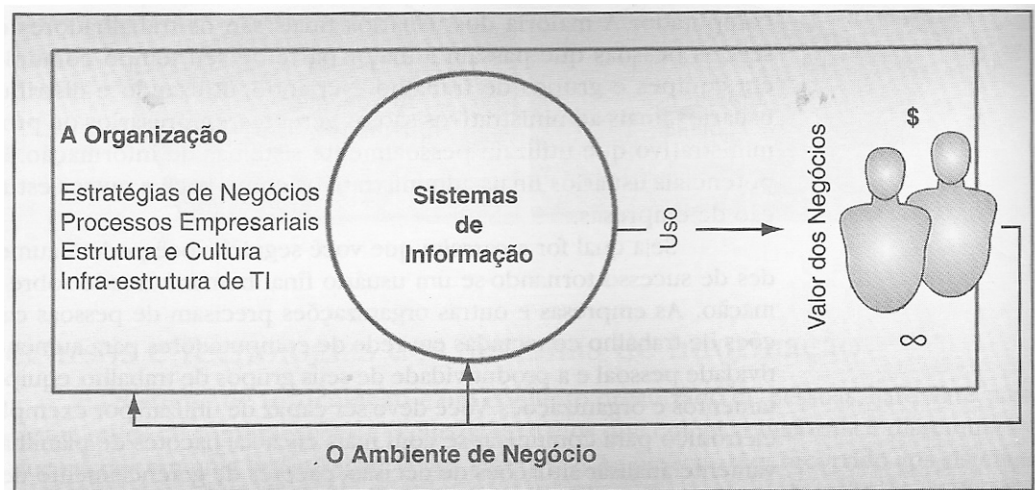 A Organização
Estratégias de Negócio
Processos Empresariais
Estrutura e Cultura
Infra-estrutura de TI
Sistemas
de
Informação
Uso
Valor dos Negócios
$
∞
O Ambiente de Negócio